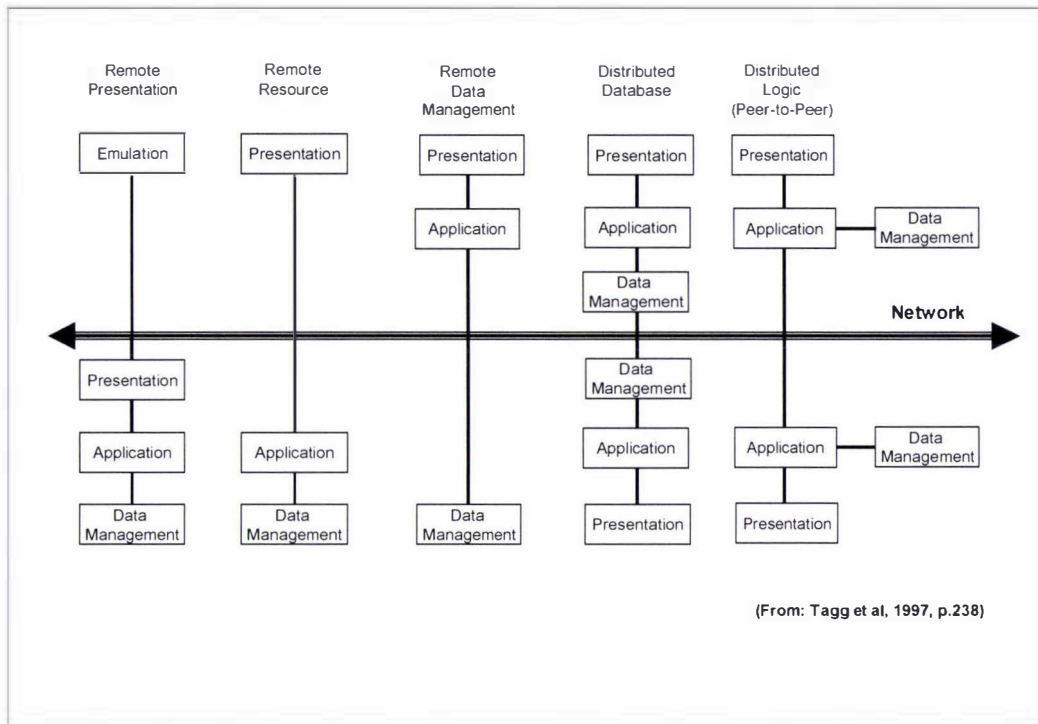 Remote
Presentation
Remote
Resource
Remote
Data
Management
Distributed
Database
Distributed
Logic
(Peer-to-Peer)
Emulation
Presentation
Presentation
Presentation
Presentation
Application
Application
Application
Data
Management
Data
Management
Network
Presentation
Data
Management
Application
Application
Application
Application
Data
Management
Data
Management
Data
Management
Data
Management
Presentation
Presentation
(From: Tagg et al, 1997, p.238)